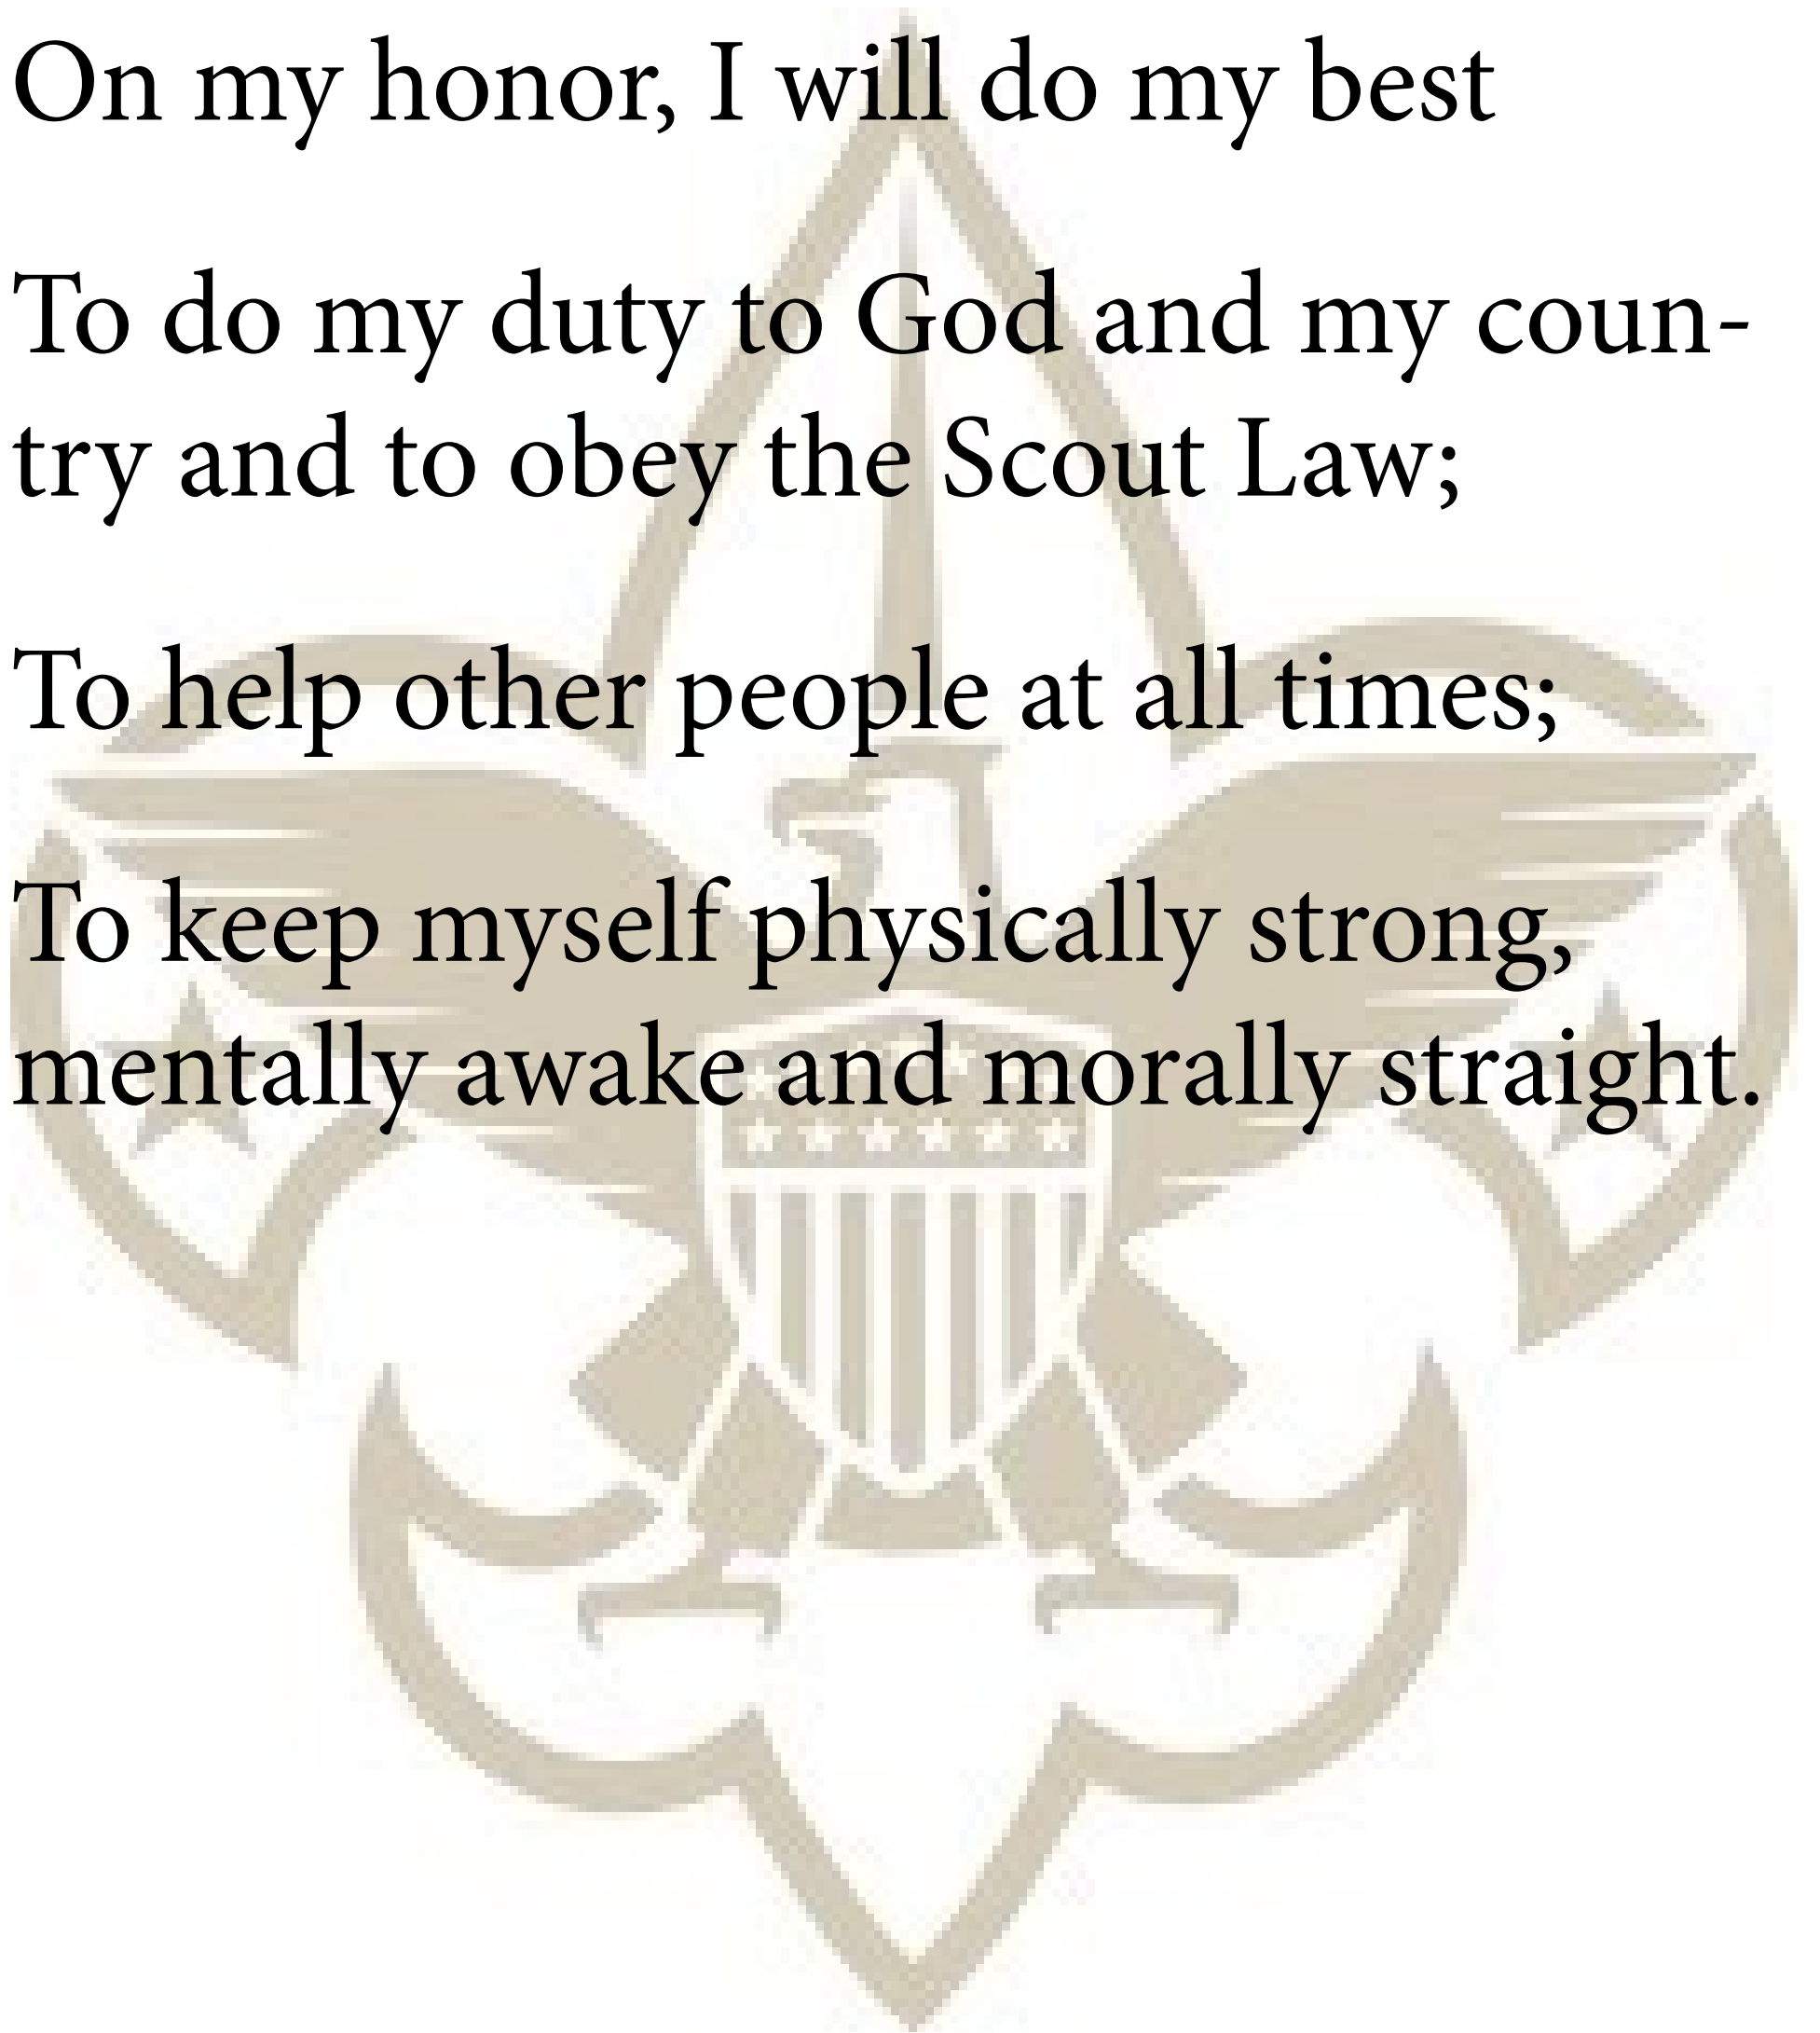 On my honor, I will do my best
To do my duty to God and my coun-
try and to obey the Scout Law;
To help other people at all times;
To keep myself physically strong,
mentally awake and morally straight.